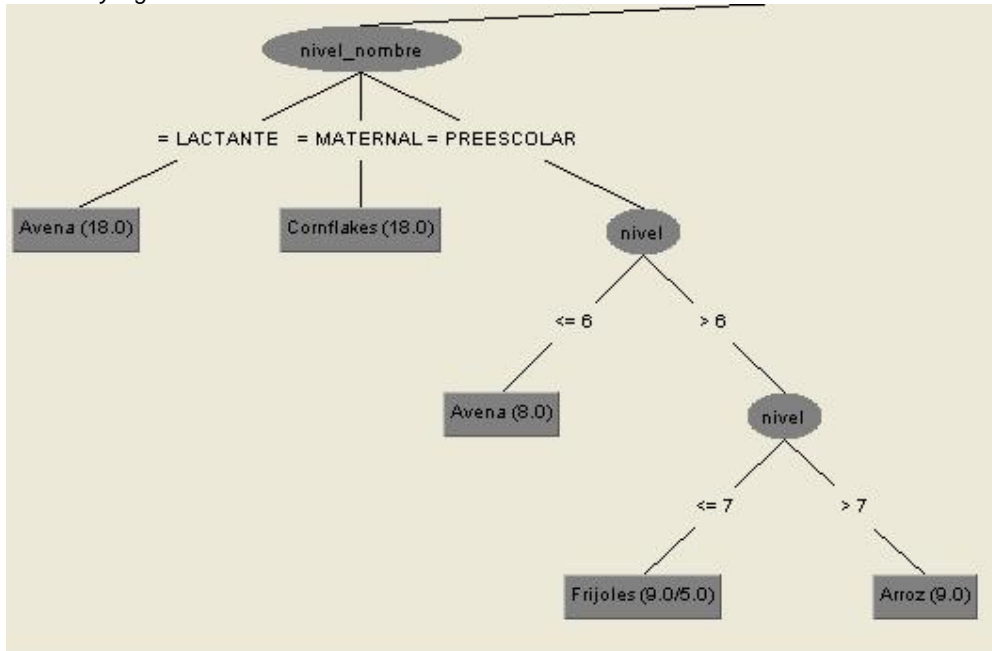 nivel_nombre
= LACTANTE = MATERNAL = PREESCOLAR
Avena (18.0) Cornflakes (18.0) nivel
<= 6 > 6
Avena (8.0) nivel
<= 7 > 7
Frijoles (9.0/5.0) Arroz (9.0)